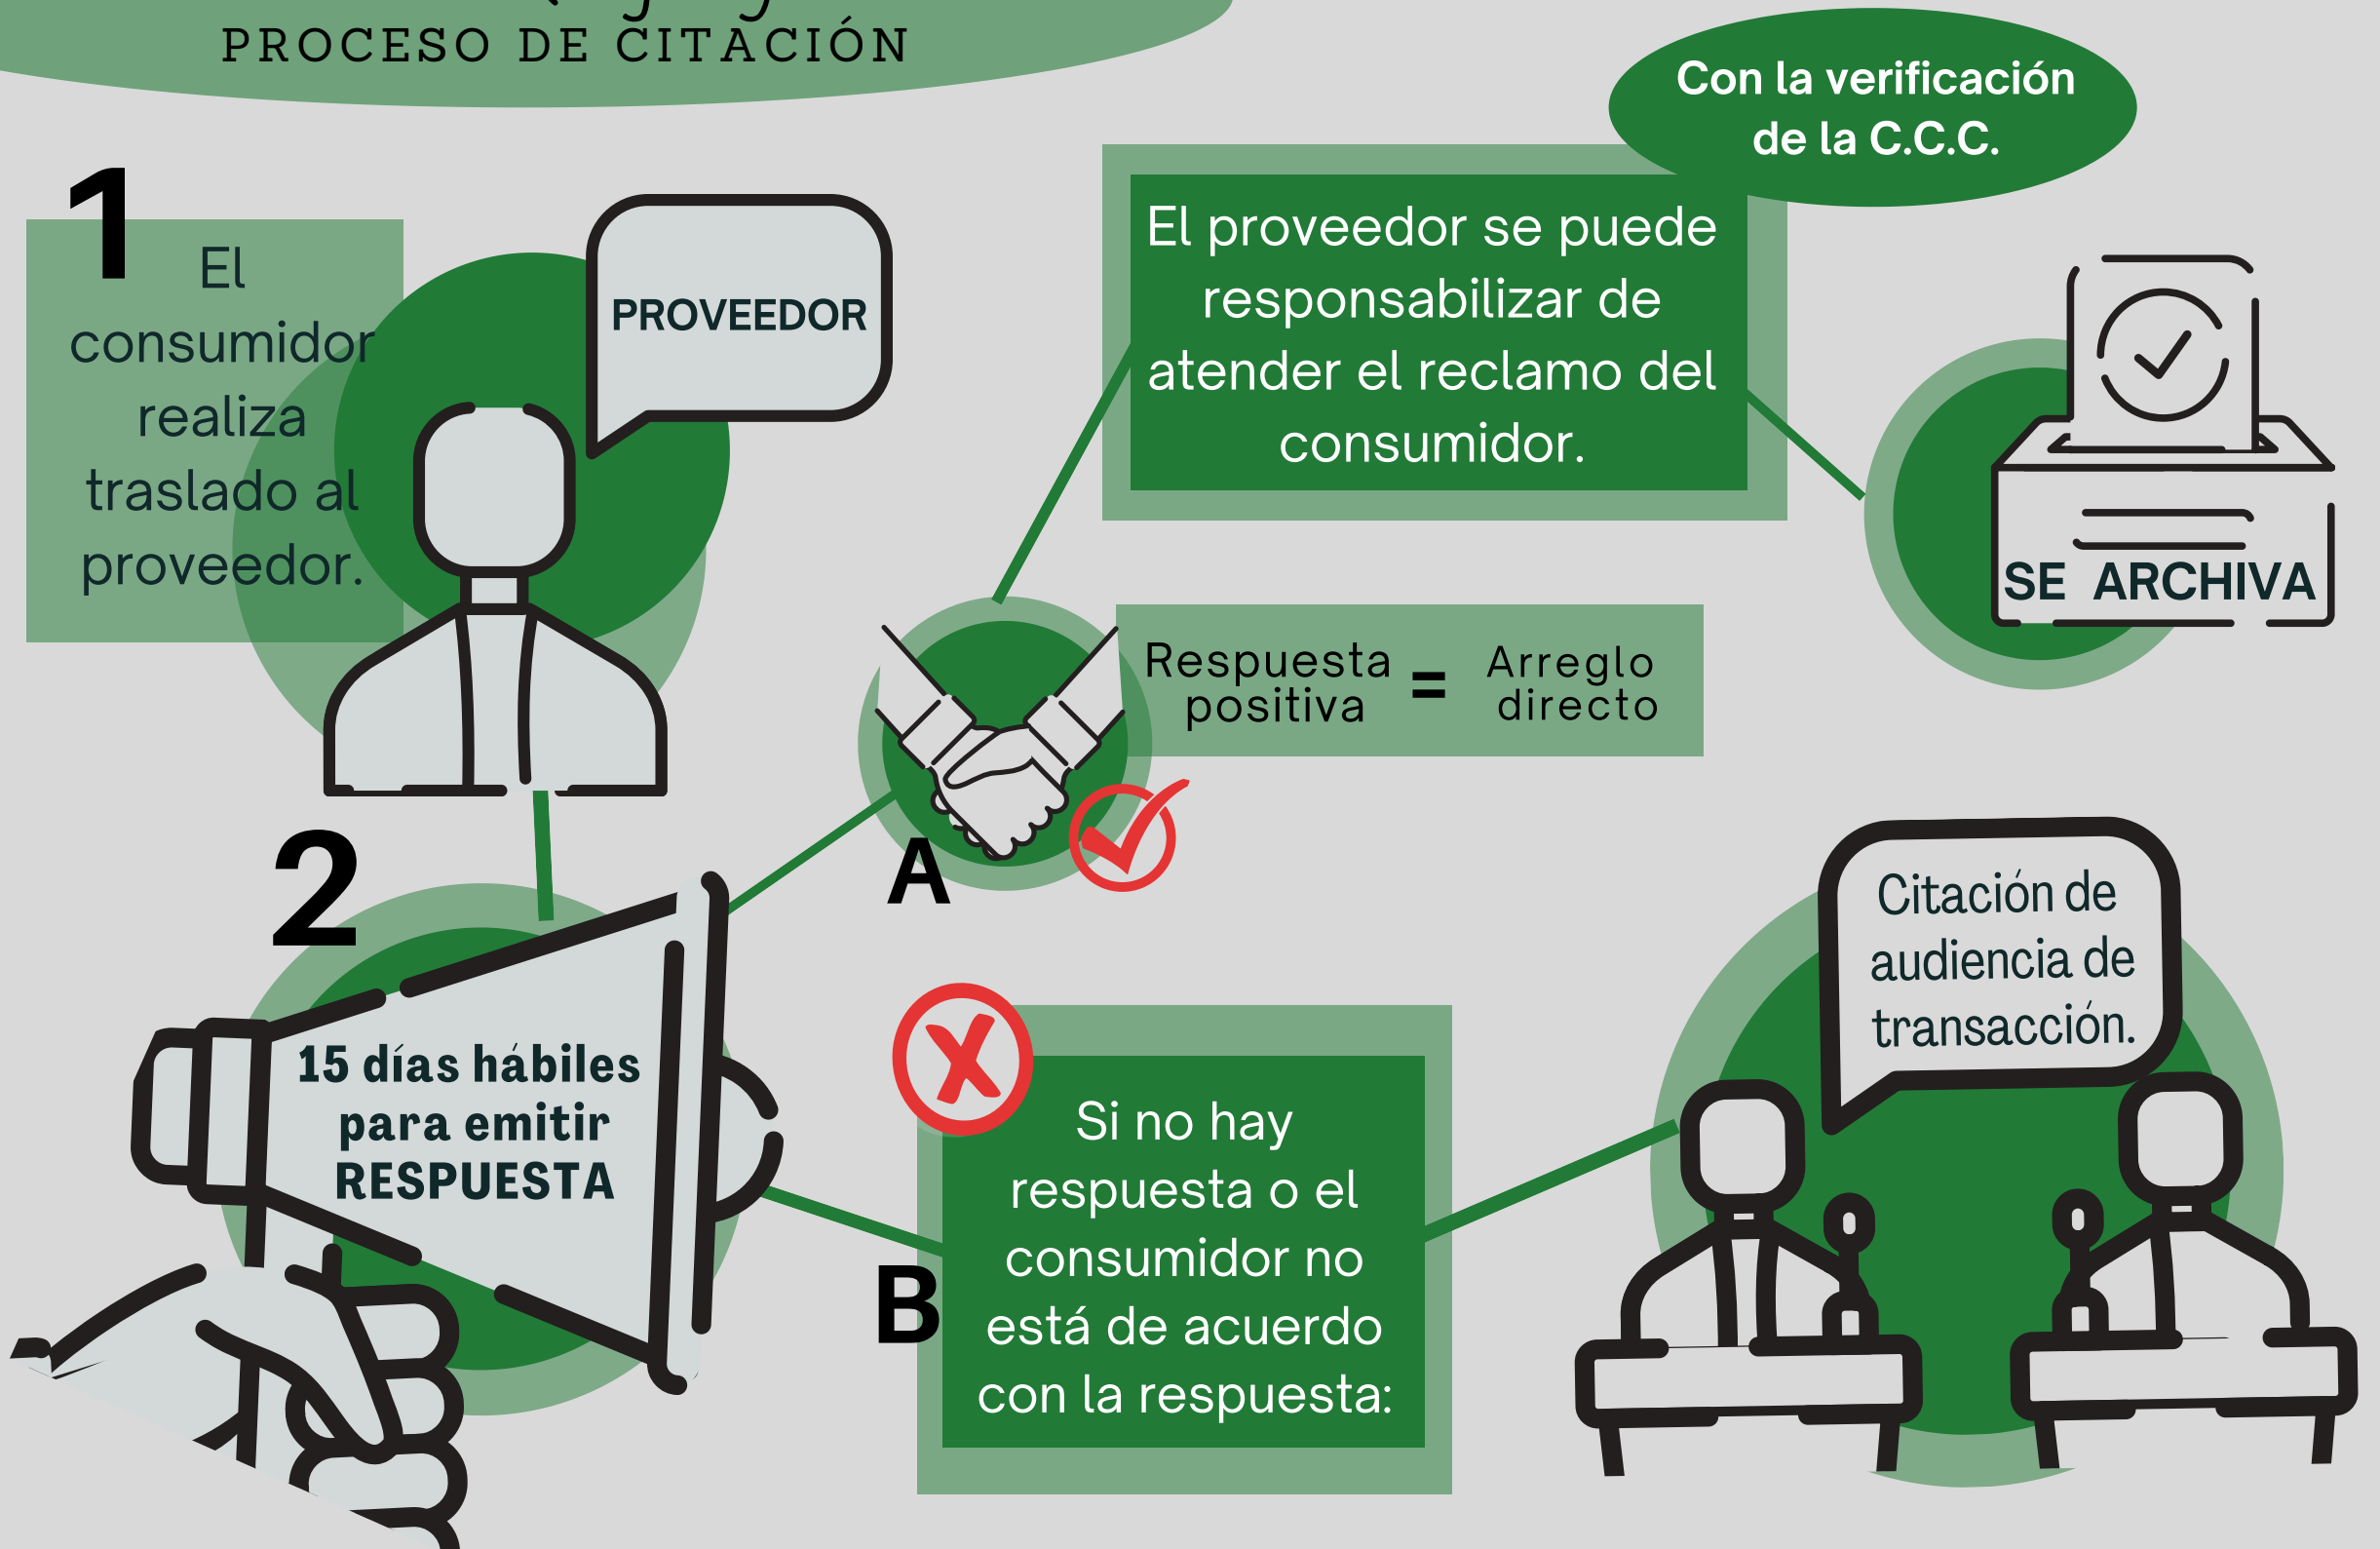 PROCESO DE CITACIÓN
1
El
consumidor
realiza
traslado al
proveedor.
PROVEEDOR
2
15 días hábiles
para emitir
RESPUESTA
A
Respuesta
positiva
=
Arreglo
directo
El proveedor se puede
responsabilizar de
atender el reclamo del
consumidor.
Con la verificación
de la C.C.C.
SE ARCHIVA
B
Si no hay
respuesta o el
consumidor no
está de acuerdo
con la respuesta:
Citación de
audiencia de
transacción.